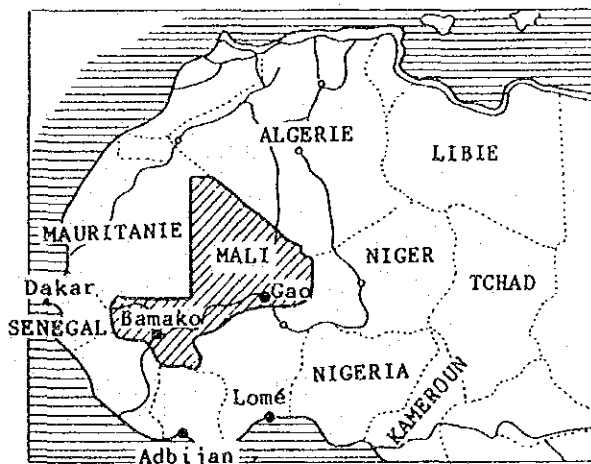 ALGERIE
LIBIE
MAURITANIE
MALI
NIGER
TCHAD
Dakar
Gao
SENEGAL
Bamako
NIGERIA
KAMEROUN
Lomé
Adbijan